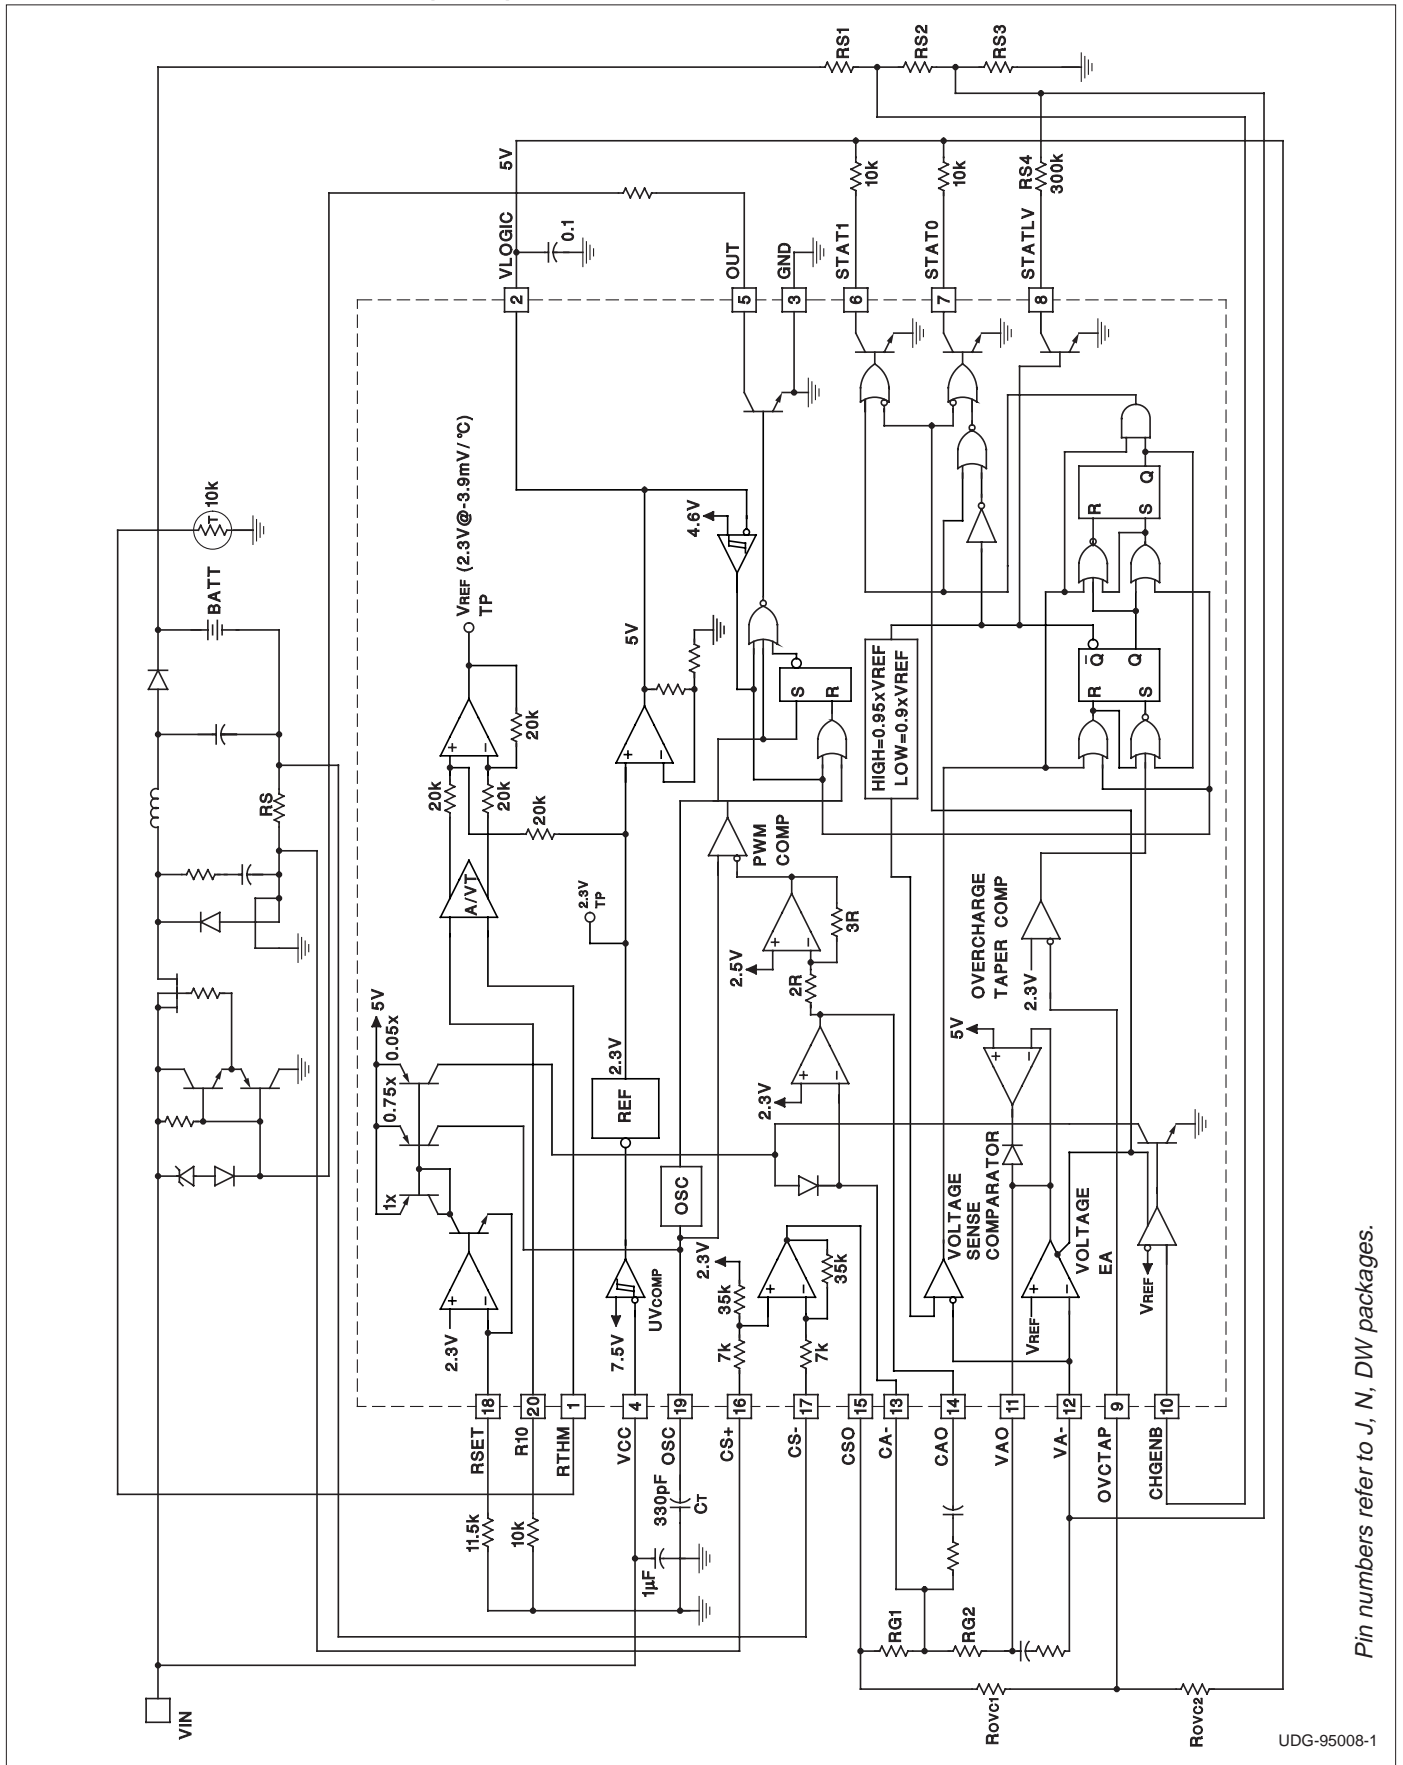 RS1
RS2
RS3
5V
10k
10k
RS4
300k
VLOGIC
0.1
OUT
GND
STAT1
STAT0
STATLV
2
5
3
6
7
8
T 10k
BATT
VREF (2.3V@-3.9mV/°C)
TP
4.6V
5V
Q
R
S
S
R
HIGH=0.95xVREF
LOW=0.9xVREF
Q
Q
R
S
20k
20k
20k
20k
RS
A/VT
2.3V
TP
PWM
COMP
3R
2.5V
2R
OVERCHARGE
TAPER COMP
2.3V
5V
0.05x
0.75x
1x
5V
2.3V
REF
2.3V
OSC
VOLTAGE
SENSE
COMPARATOR
2.3V
7.5V
UVCOMP
2.3V
35k
7k
35k
7k
VREF
VOLTAGE
EA
VREF
18
20
1
4
19
16
17
15
13
14
11
12
9
10
RSET
R10
RTHM
VCC
OSC
CS+
CS-
CSO
CA-
CAO
VAO
VA-
OVCTAP
CHGENB
11.5k
10k
330pF
CT
1µF
RG1
RG2
ROVC1
ROVC2
VIN
Pin numbers refer to J, N, DW packages.
UDG-95008-1